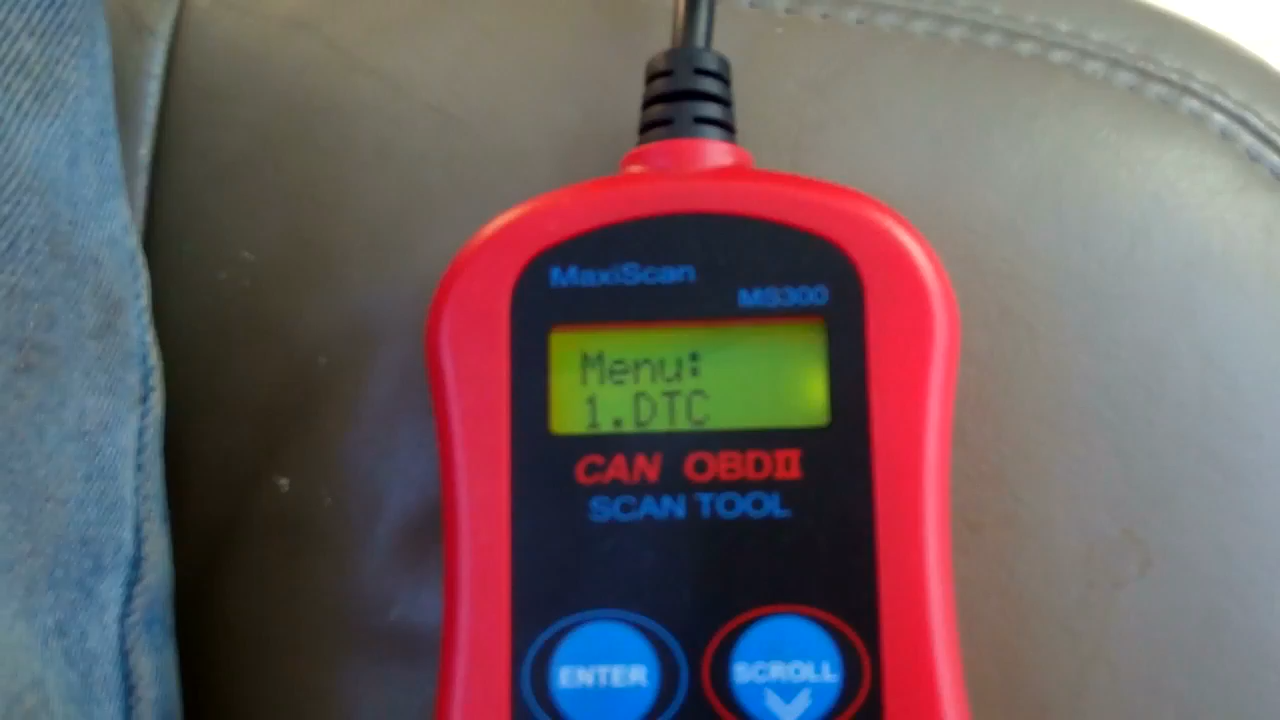 MaxiScan
MS300
Menu:
1.DTC
CAN OBDII
SCAN TOOL
ENTER
SCROLL